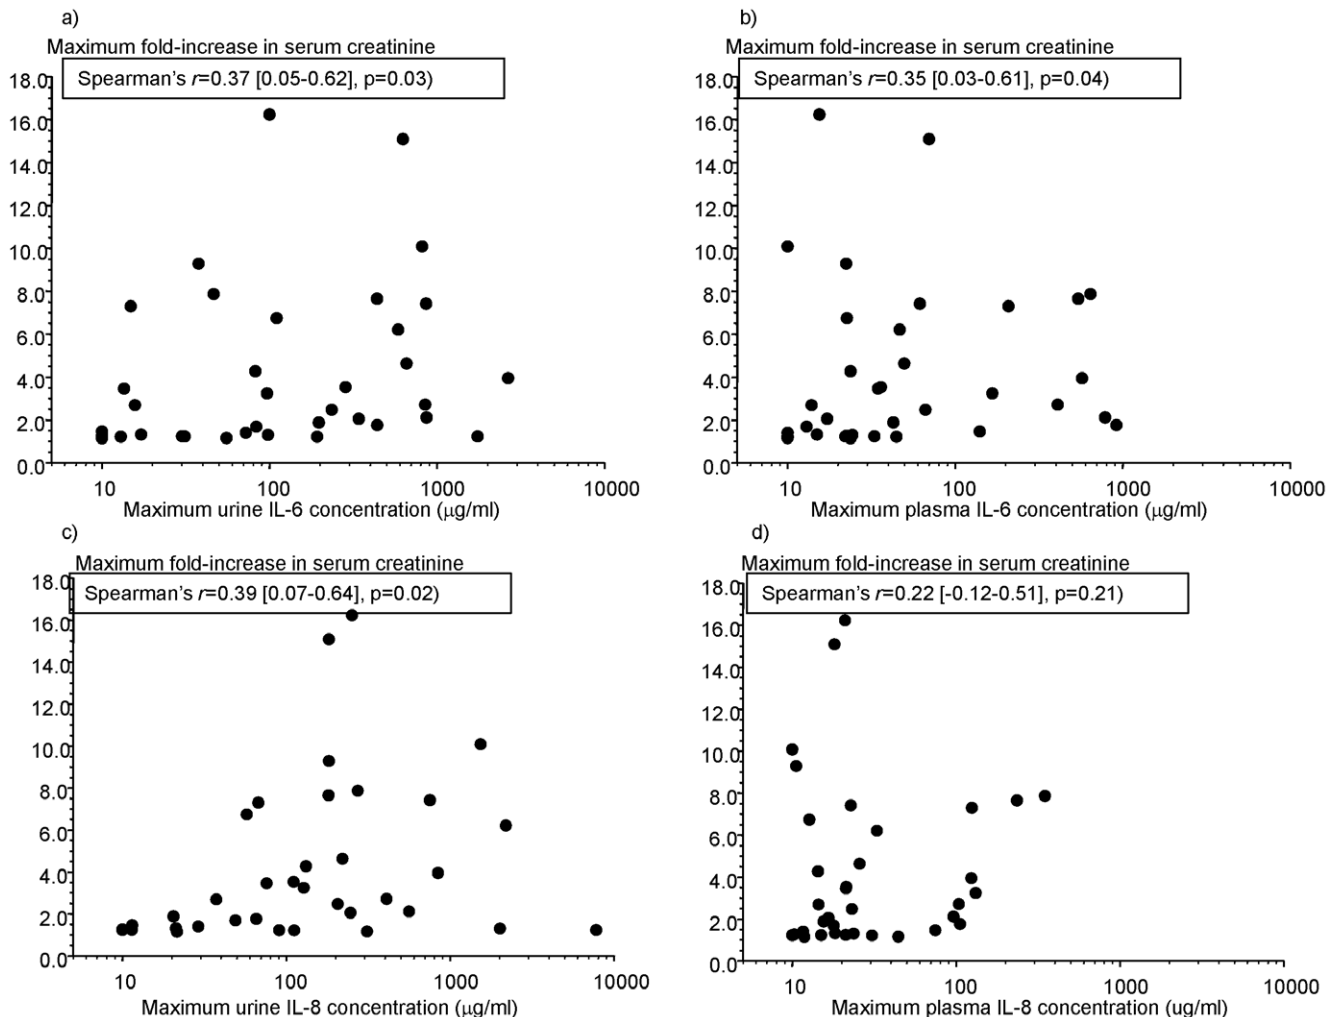 a)
Maximum fold-increase in serum creatinine
Spearman's r=0.37 [0.05-0.62], p=0.03)
18.0
16.0
14.0
12.0
10.0
8.0
6.0
4.0
2.0
0.0
10 100 1000 10000
Maximum urine IL-6 concentration (µg/ml)
b)
Maximum fold-increase in serum creatinine
Spearman's r=0.35 [0.03-0.61], p=0.04)
18.0
16.0
14.0
12.0
10.0
8.0
6.0
4.0
2.0
0.0
10 100 1000 10000
Maximum plasma IL-6 concentration (µg/ml)
c)
Maximum fold-increase in serum creatinine
Spearman's r=0.39 [0.07-0.64], p=0.02)
18.0
16.0
14.0
12.0
10.0
8.0
6.0
4.0
2.0
0.0
10 100 1000 10000
Maximum urine IL-8 concentration (µg/ml)
d)
Maximum fold-increase in serum creatinine
Spearman's r=0.22 [-0.12-0.51], p=0.21)
18.0
16.0
14.0
12.0
10.0
8.0
6.0
4.0
2.0
0.0
10 100 1000 10000
Maximum plasma IL-8 concentration (ug/ml)